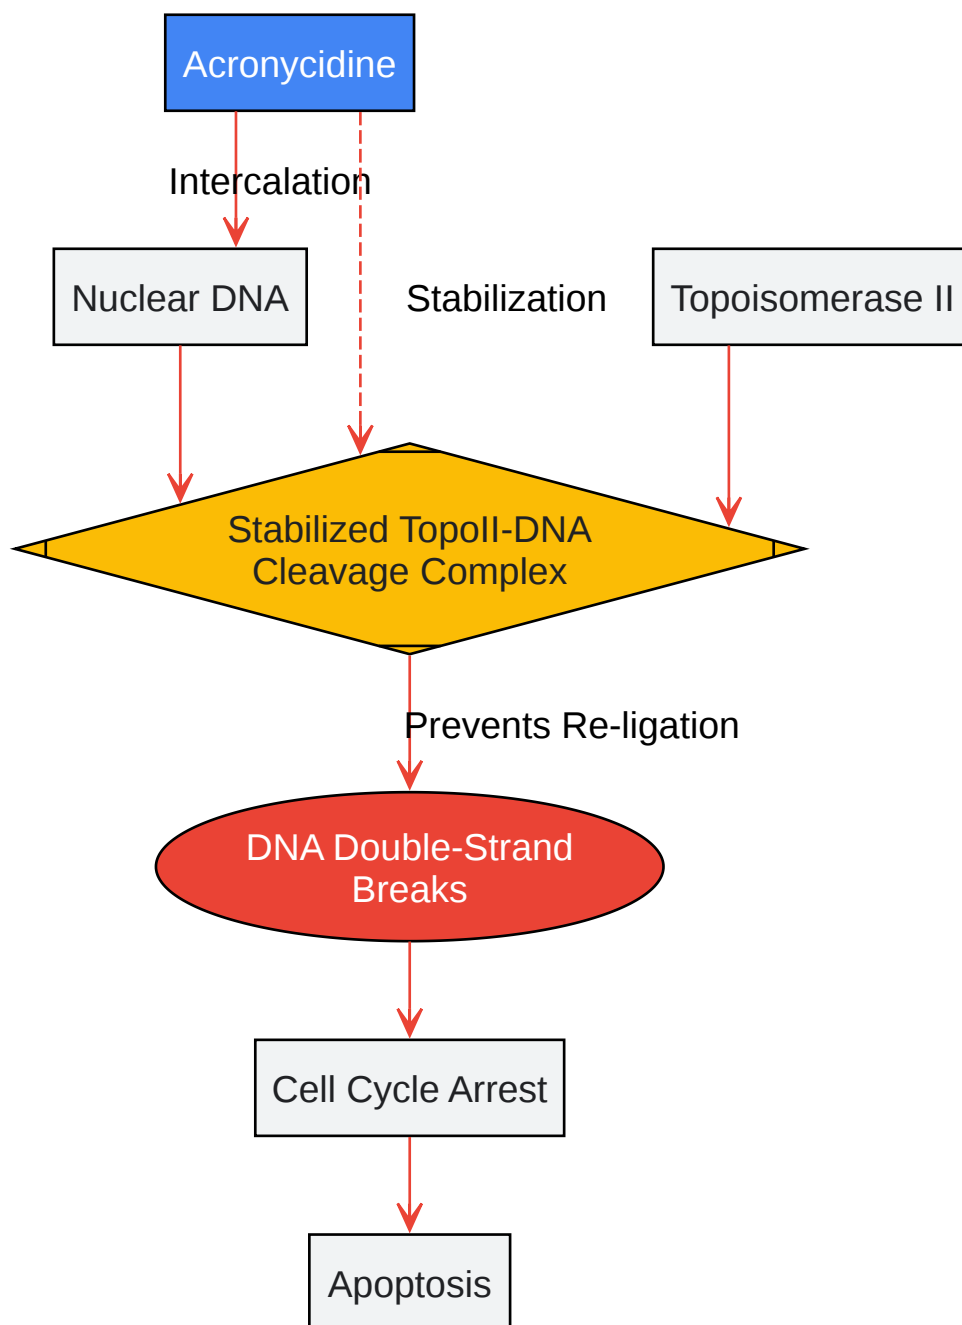 Acronycidine
Intercalation
Nuclear DNA
Stabilization
Topoisomerase II
Stabilized TopoII-DNA
Cleavage Complex
Prevents Re-ligation
DNA Double-Strand
Breaks
Cell Cycle Arrest
Apoptosis